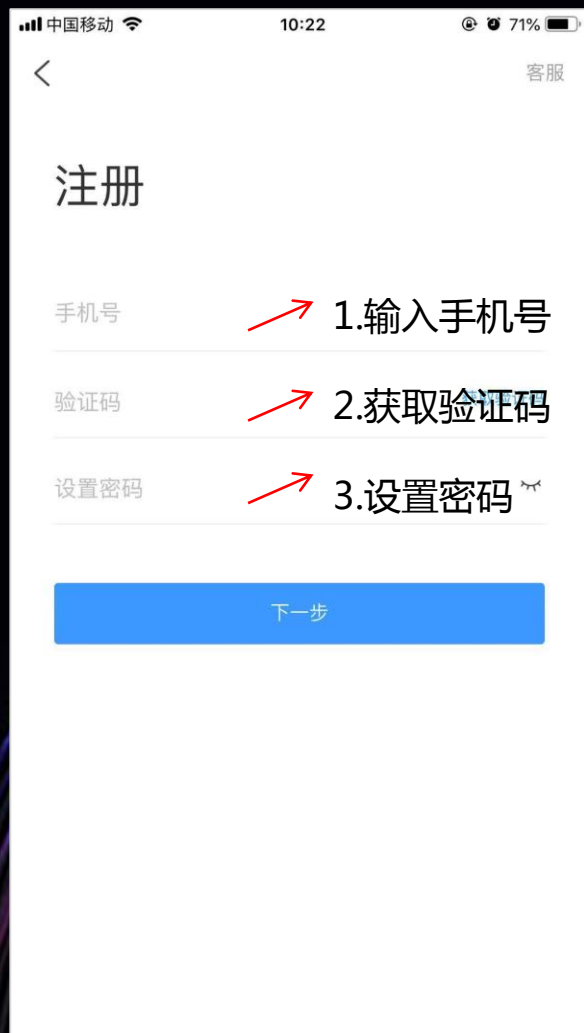 中国移动 10:22 71%
客服
注册
手机号 1.输入手机号
验证码 2.获取验证码
设置密码 3.设置密码
下一步